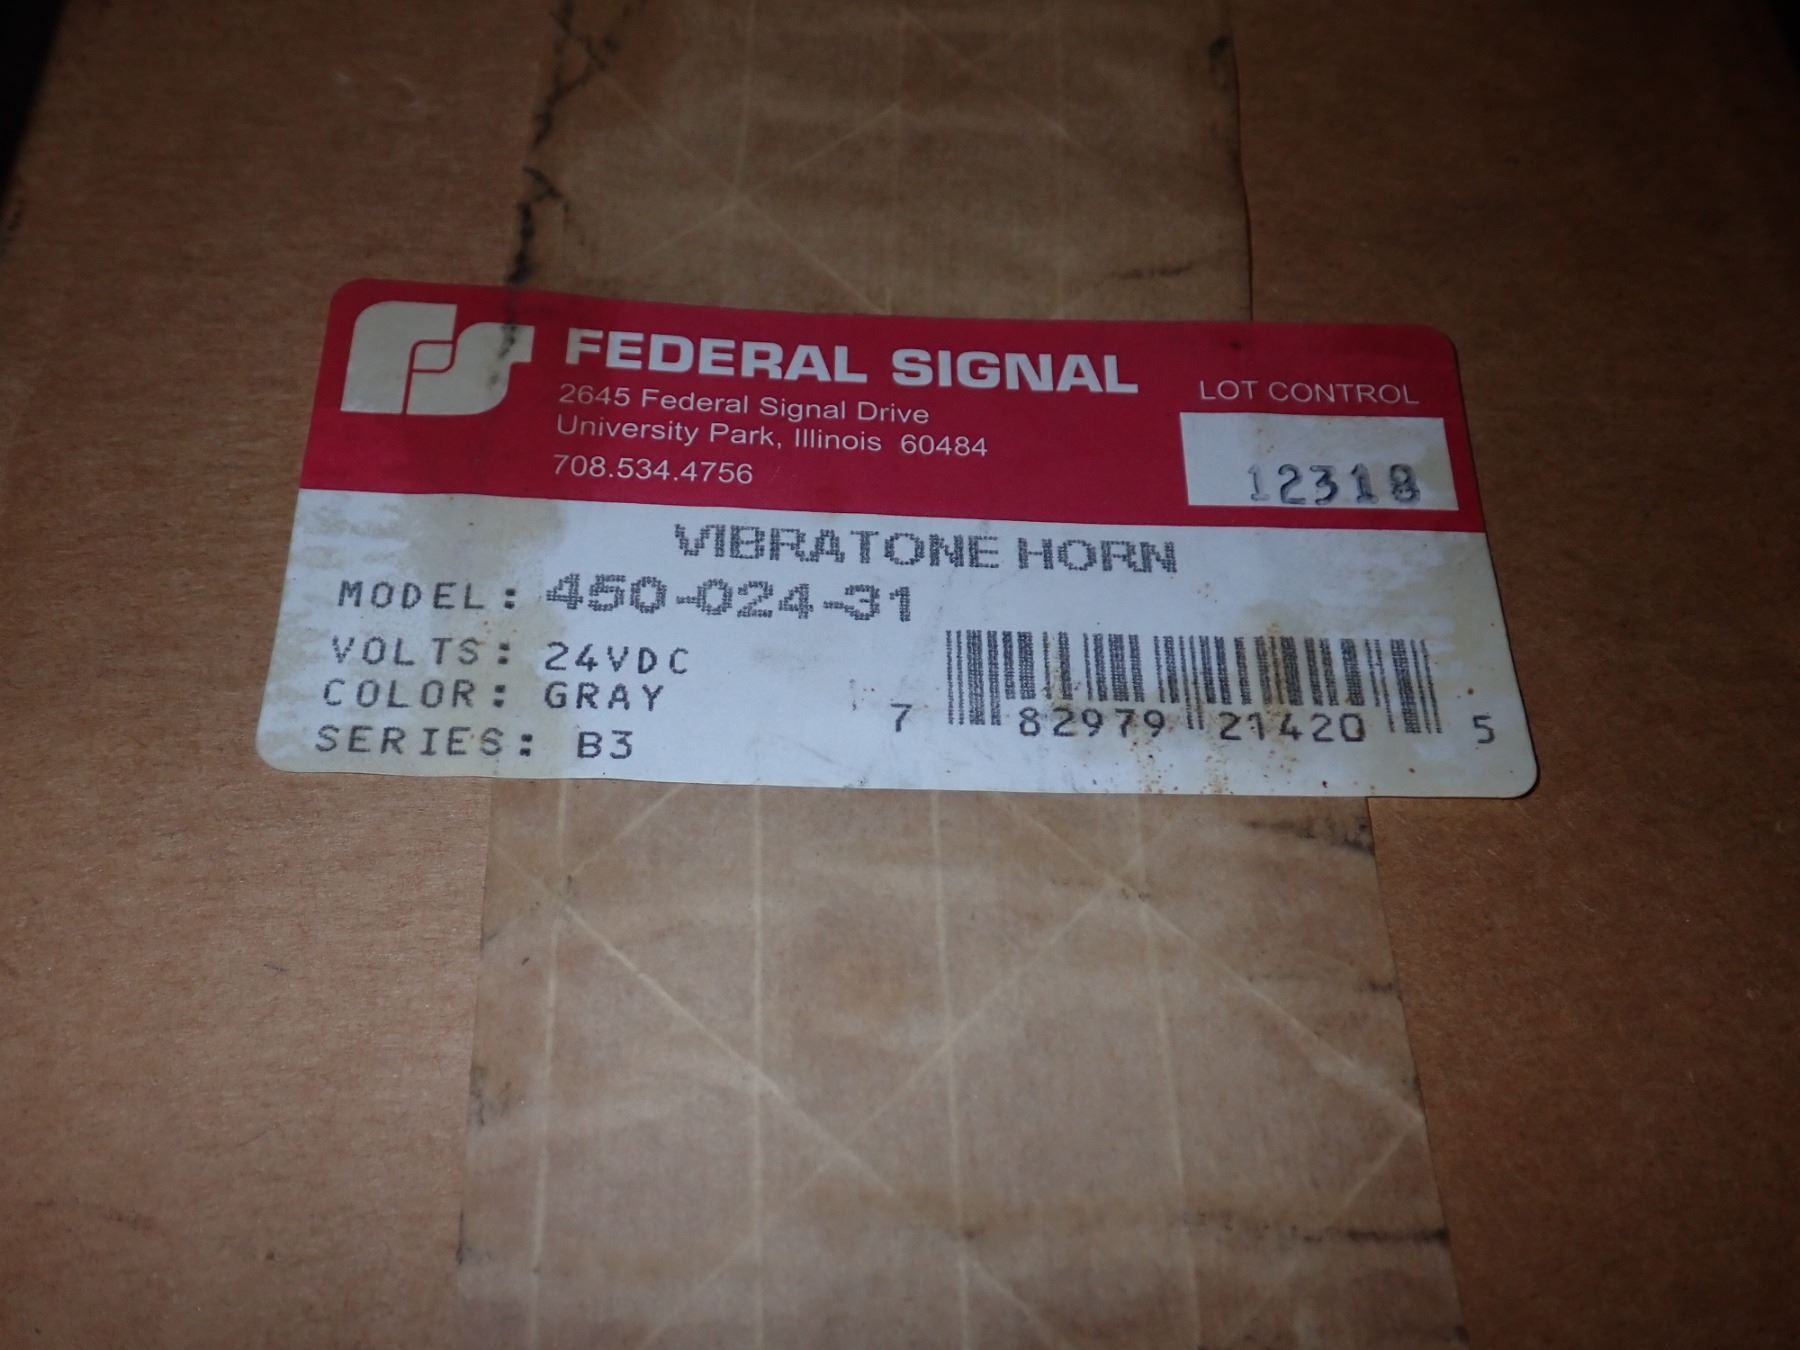 FS FEDERAL SIGNAL
2645 Federal Signal Drive
University Park, Illinois 60484
708.534.4756
LOT CONTROL
12318
VIBRATONE HORN
MODEL: 450-024-31
VOLTS: 24VDC
COLOR: GRAY
SERIES: B3
7 82979 21420 5